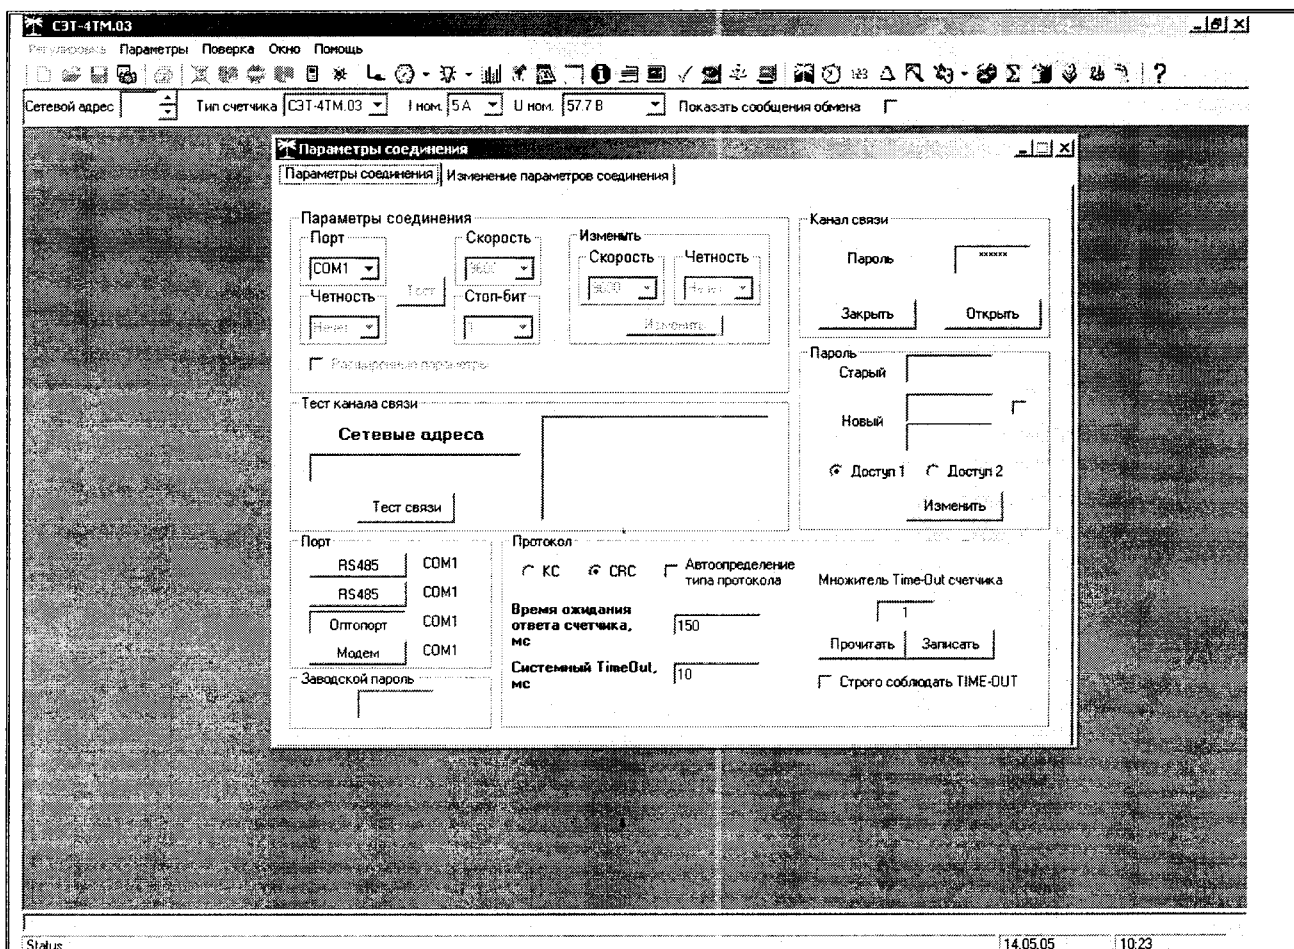 СЭТ-4ТМ.03
Регулировка Параметры Поверка Окно Помощь
Сетевой адрес Тип счетчика СЭТ-4ТМ.03 I ном. 5 А U ном. 57.7 В Показать сообщения обмена
Параметры соединения
Параметры соединения Изменение параметров соединения
Параметры соединения
Порт Скорость
COM1 9600
Тест
Четность Стоп-бит
Нечет 1
Расширенные параметры
Изменить
Скорость Четность
9600 Нечет
Изменить
Канал связи
Пароль ******
Закрыть Открыть
Пароль
Старый
Новый
Доступ 1 Доступ 2
Изменить
Тест канала связи
Сетевые адреса
Тест связи
Порт
RS485 COM1
RS485 COM1
Оптопорт COM1
Модем COM1
Заводской пароль
Протокол
КС CRC Автоопределение
типа протокола
Время ожидания
ответа счетчика,
мс
150
Системный TimeOut,
мс
10
Множитель Time-Out счетчика
1
Прочитать Записать
Строго соблюдать TIME-OUT
Status 14.05.05 10:23